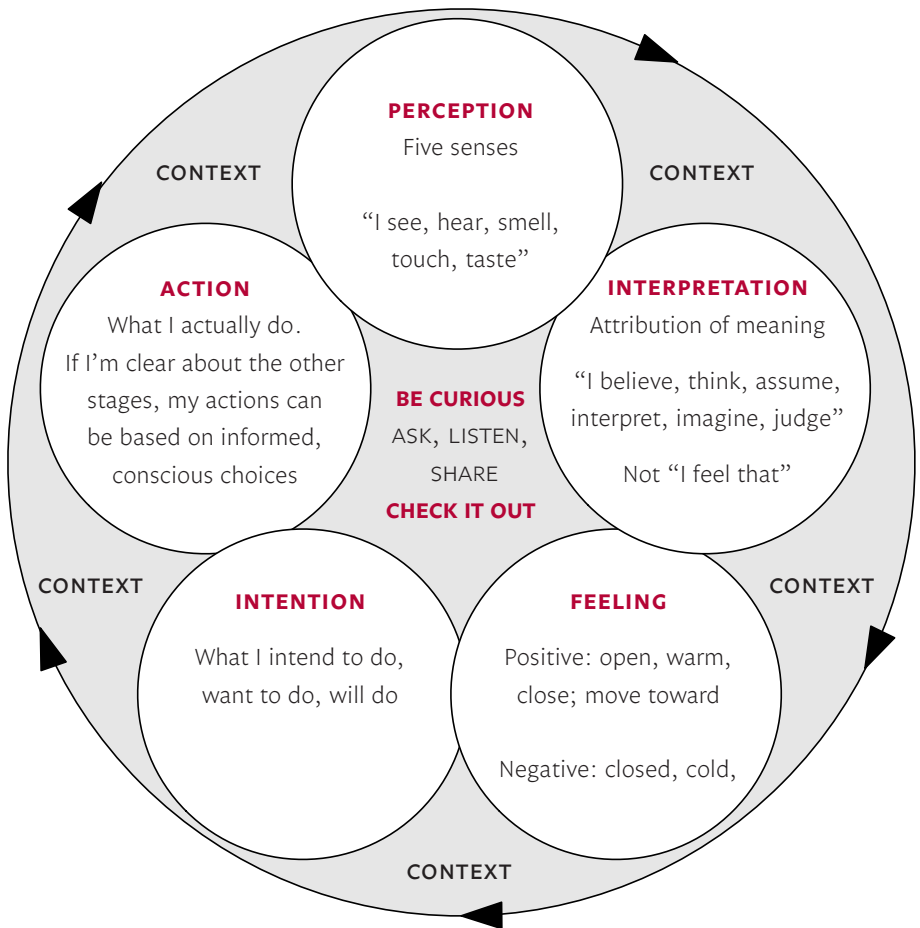 PERCEPTION
Five senses
“I see, hear, smell,
touch, taste”
CONTEXT
CONTEXT
INTERPRETATION
Attribution of meaning
“I believe, think, assume,
interpret, imagine, judge”
Not “I feel that”
CONTEXT
FEELING
Positive: open, warm,
close; move toward
Negative: closed, cold,
CONTEXT
INTENTION
What I intend to do,
want to do, will do
CONTEXT
ACTION
What I actually do.
If I’m clear about the other
stages, my actions can
be based on informed,
conscious choices
BE CURIOUS
ASK, LISTEN,
SHARE
CHECK IT OUT